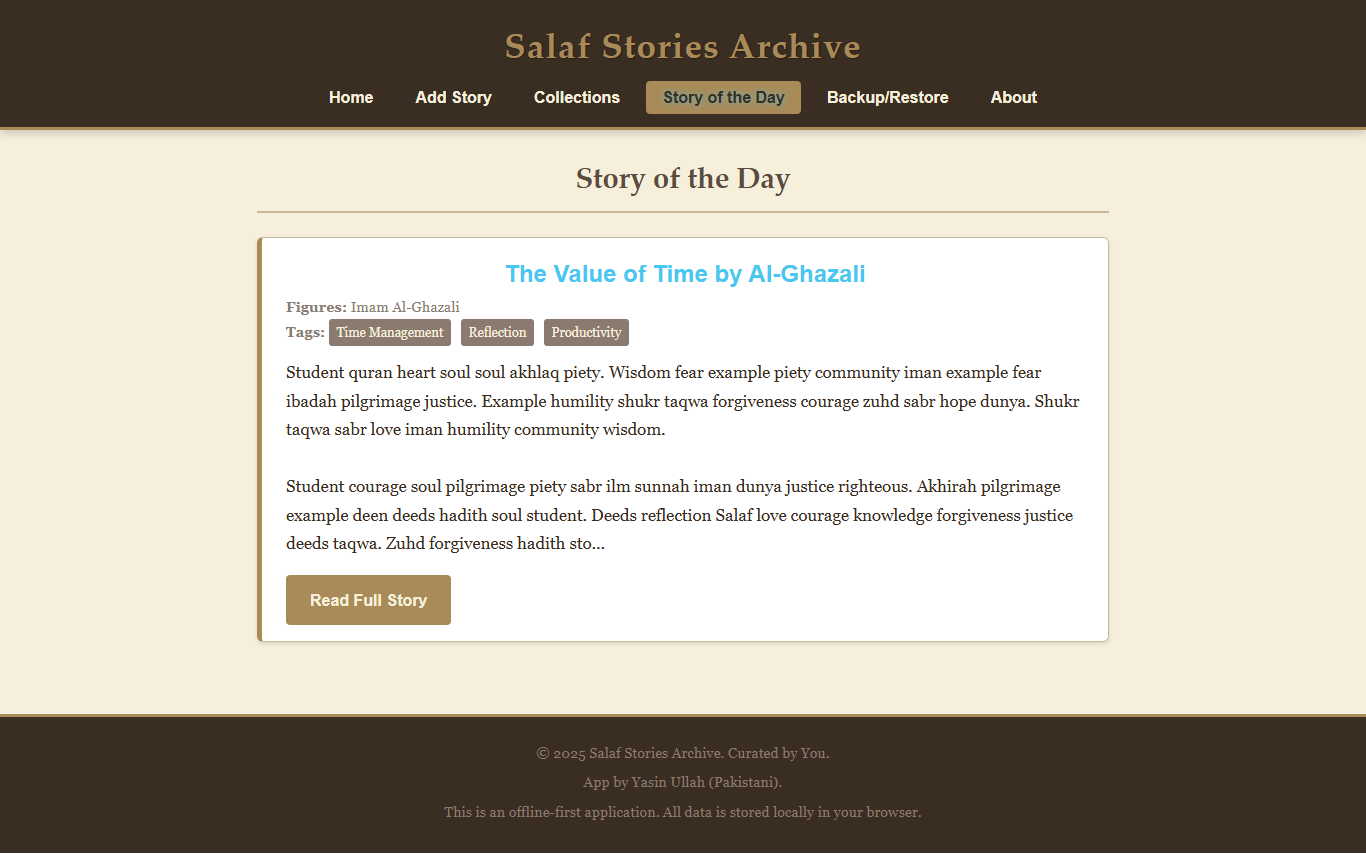 Salaf Stories Archive
Home Add Story Collections Story of the Day Backup/Restore About
Story of the Day
The Value of Time by Al-Ghazali
Figures: Imam Al-Ghazali
Tags: Time Management Reflection Productivity
Student quran heart soul soul akhlaq piety. Wisdom fear example piety community iman example fear
ibadah pilgrimage justice. Example humility shukr taqwa forgiveness courage zuhd sabr hope dunya. Shukr
taqwa sabr love iman humility community wisdom.
Student courage soul pilgrimage piety sabr ilm sunnah iman dunya justice righteous. Akhirah pilgrimage
example deen deeds hadith soul student. Deeds reflection Salaf love courage knowledge forgiveness justice
deeds taqwa. Zuhd forgiveness hadith sto...
Read Full Story
© 2025 Salaf Stories Archive. Curated by You.
App by Yasin Ullah (Pakistani).
This is an offline-first application. All data is stored locally in your browser.